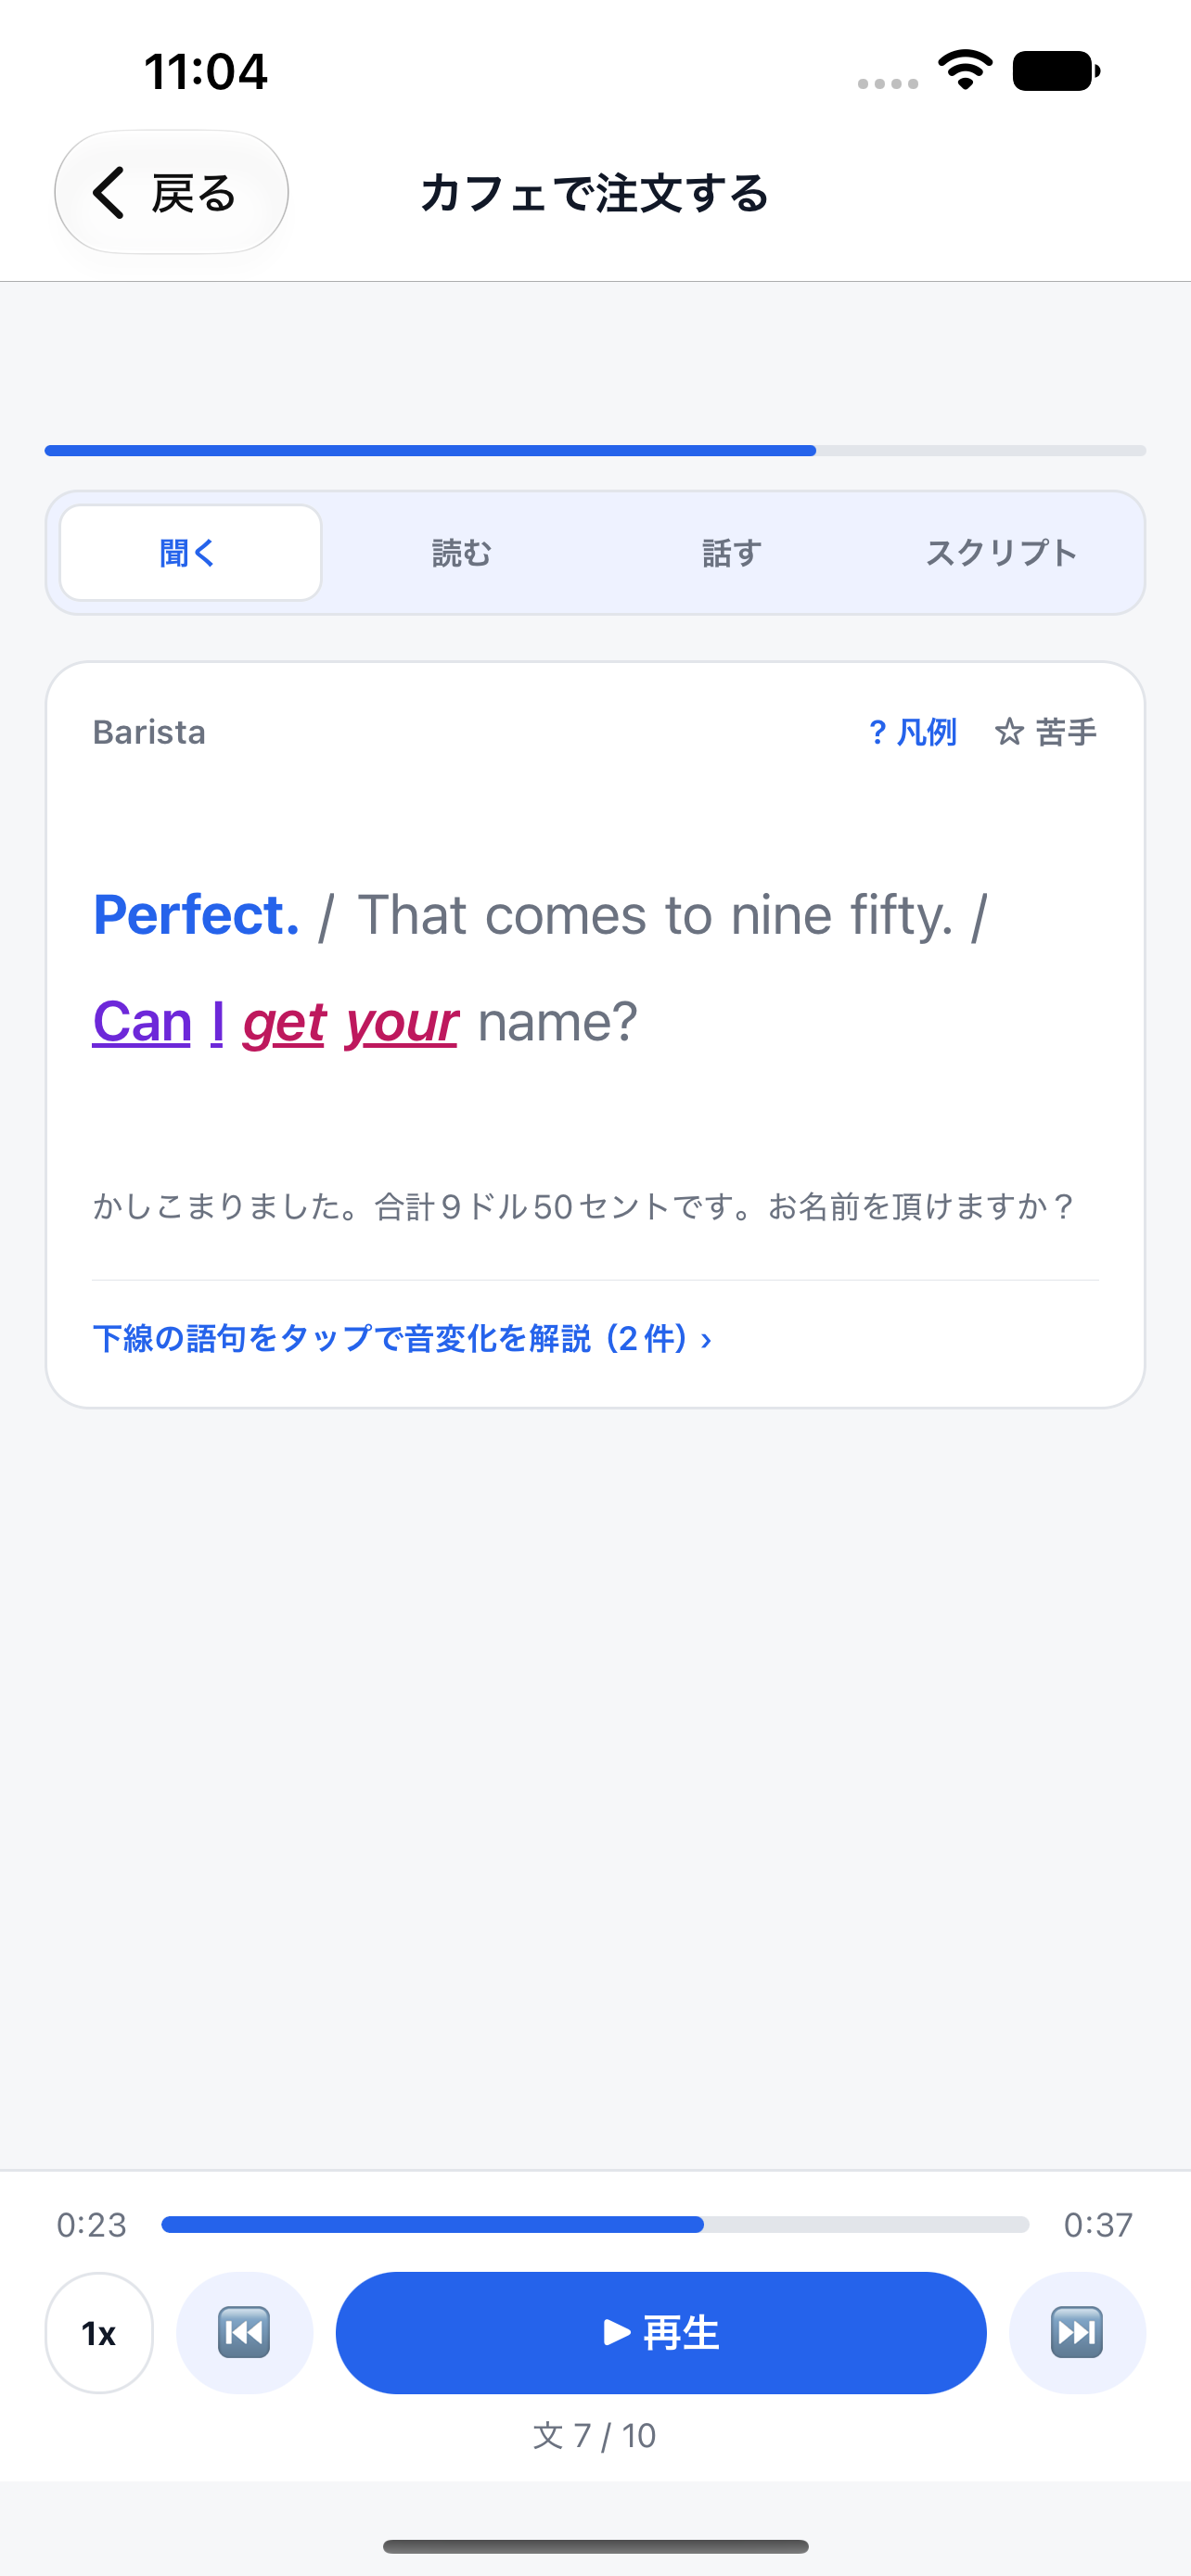 11:04
戻る
カフェで注文する
聞く 読む 話す スクリプト
Barista ? 凡例 ☆ 苦手
Perfect. / That comes to nine fifty. /
Can I get your name?
かしこまりました。合計9ドル50セントです。お名前を頂けますか？
下線の語句をタップで音変化を解説（2件）›
0:23 0:37
1x ⏮ ▶ 再生 ⏭
文 7 / 10